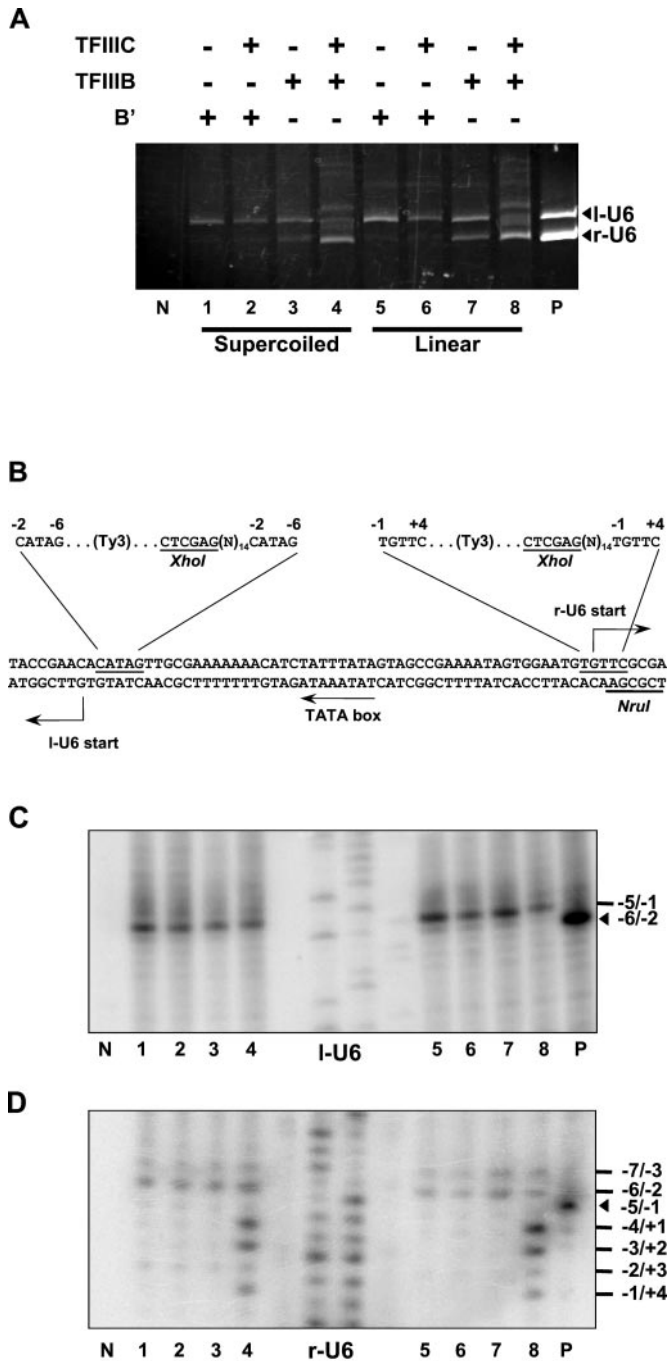 A
TFIIIC - + - + - + - +
TFIIIB - - + + - - + +
B' + + - - + + - -
l-U6
r-U6
N 1 2 3 4 5 6 7 8 P
Supercoiled Linear
B
-2 -6 -2 -6 -1 +4 -1 +4
CATAG...(Ty3)...CTCGAG(N)14CATAG TGTTC...(Ty3)...CTCGAG(N)14TGTTC
XhoI XhoI
r-U6 start
TACCGAACACATAGTTGCGAAAAAAACATCTATTTATAGTAGCCGAAAATAGTGGAATGTGTTCGCGA
ATGGCTTGTGTATCAACGCTTTTTTTGTAGATAAATATCATCGGCTTTTATCACCTTACACAAGCGCT
l-U6 start TATA box NruI
C
-5/-1
-6/-2
N 1 2 3 4 l-U6 5 6 7 8 P
D
-7/-3
-6/-2
-5/-1
-4/+1
-3/+2
-2/+3
-1/+4
N 1 2 3 4 r-U6 5 6 7 8 P